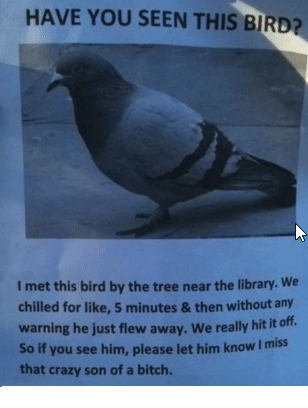 HAVE YOU SEEN THIS BIRD?
I met this bird by the tree near the library. We
chilled for like, 5 minutes & then without any
warning he just flew away. We really hit it off.
So if you see him, please let him know I miss
that crazy son of a bitch.